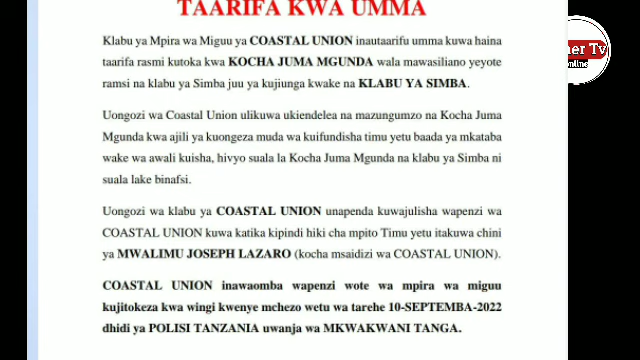 TAARIFA KWA UMMA
Klabu ya Mpira wa Miguu ya COASTAL UNION inautaarifu umma kuwa haina
taarifa rasmi kutoka kwa KOCHA JUMA MGUNDA wala mawasiliano yeyote
ramsi na klabu ya Simba juu ya kujiunga kwake na KLABU YA SIMBA.
Uongozi wa Coastal Union ulikuwa ukiendelea na mazungumzo na Kocha Juma
Mgunda kwa ajili ya kuongeza muda wa kuifundisha timu yetu baada ya mkataba
wake wa awali kuisha, hivyo suala la Kocha Juma Mgunda na klabu ya Simba ni
suala lake binafsi.
Uongozi wa klabu ya COASTAL UNION unapenda kuwajulisha wapenzi wa
COASTAL UNION kuwa katika kipindi hiki cha mpito Timu yetu itakuwa chini
ya MWALIMU JOSEPH LAZARO (kocha msaidizi wa COASTAL UNION).
COASTAL UNION inawaomba wapenzi wote wa mpira wa miguu
kujitokeza kwa wingi kwenye mchezo wetu wa tarehe 10-SEPTEMBA-2022
dhidi ya POLISI TANZANIA uwanja wa MKWAKWANI TANGA.
her Tv
online